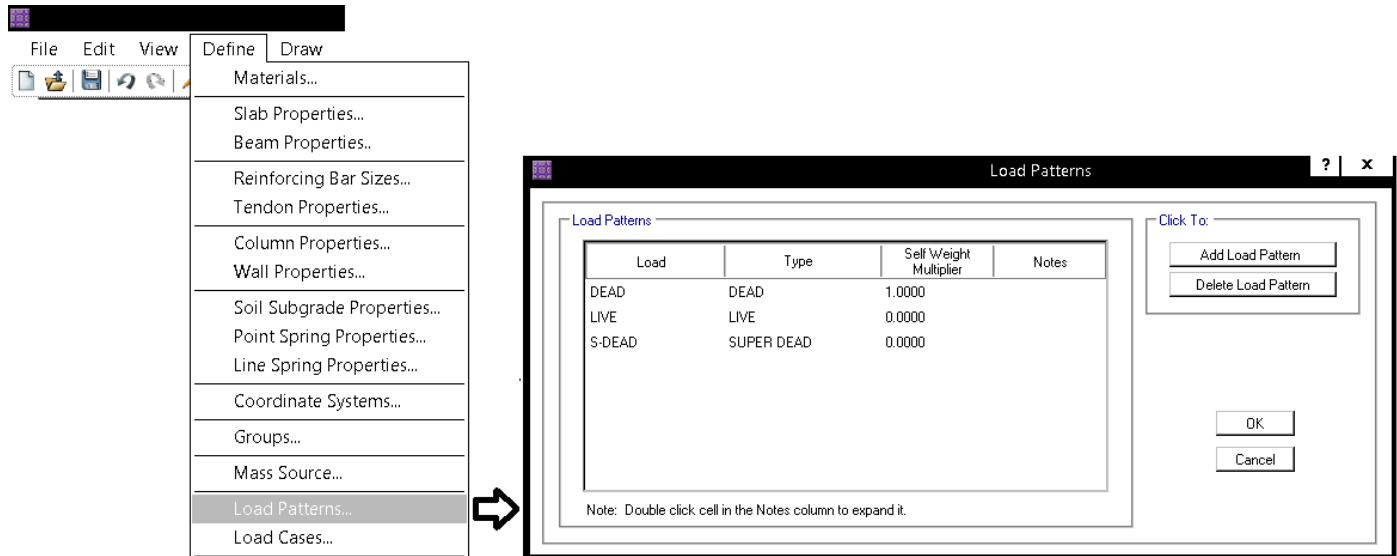 File Edit View Define Draw
Materials...
Slab Properties...
Beam Properties..
Reinforcing Bar Sizes...
Tendon Properties...
Column Properties...
Wall Properties...
Soil Subgrade Properties...
Point Spring Properties...
Line Spring Properties...
Coordinate Systems...
Groups...
Mass Source...
Load Patterns...
Load Cases...
Load Patterns ? x
Load Patterns
Load Type Self Weight Multiplier Notes
DEAD DEAD 1.0000
LIVE LIVE 0.0000
S-DEAD SUPER DEAD 0.0000
Note: Double click cell in the Notes column to expand it.
Click To:
Add Load Pattern
Delete Load Pattern
OK
Cancel